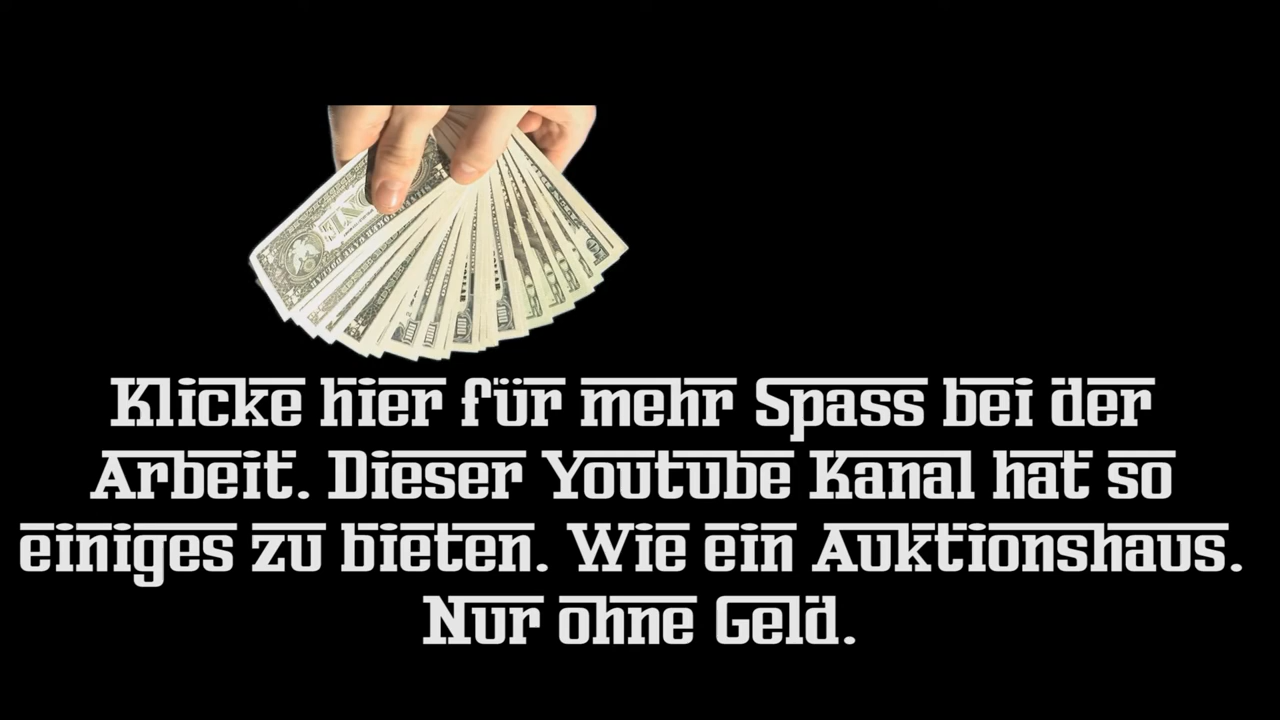 Klicke hier für mehr Spass bei der
Arbeit. Dieser Youtube Kanal hat so
einiges zu bieten. Wie ein Auktionshaus.
Nur ohne Geld.